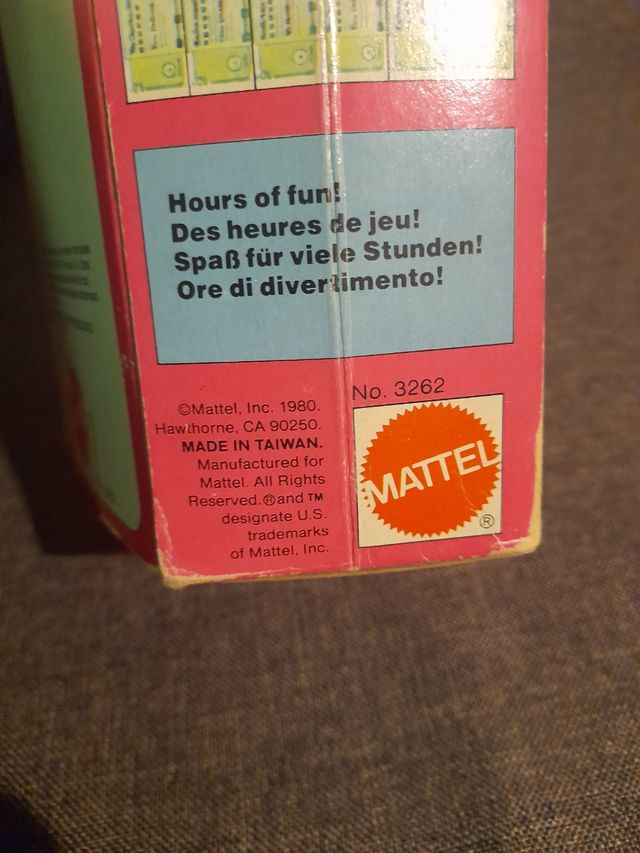 Hours of fun!
Des heures de jeu!
Spaß für viele Stunden!
Ore di divertimento!
©Mattel, Inc. 1980.
Hawthorne, CA 90250.
MADE IN TAIWAN.
Manufactured for
Mattel. All Rights
Reserved.®and ™
designate U.S.
trademarks
of Mattel, Inc.
No. 3262
MATTEL
®